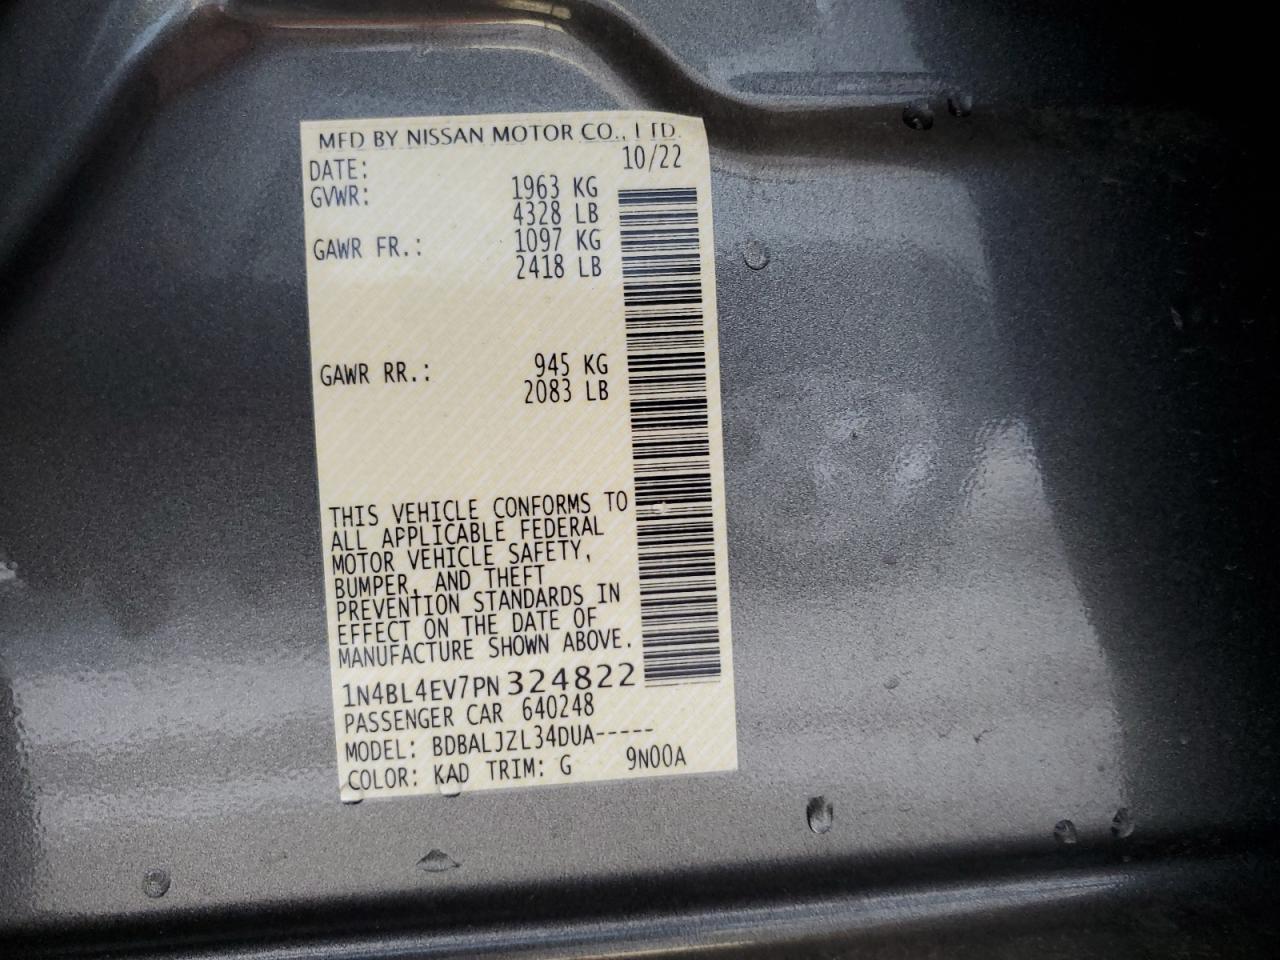 MFD BY NISSAN MOTOR CO., LTD.
DATE: 10/22
GVWR: 1963 KG
4328 LB
GAWR FR.: 1097 KG
2418 LB
GAWR RR.: 945 KG
2083 LB
THIS VEHICLE CONFORMS TO
ALL APPLICABLE FEDERAL
MOTOR VEHICLE SAFETY,
BUMPER, AND THEFT
PREVENTION STANDARDS IN
EFFECT ON THE DATE OF
MANUFACTURE SHOWN ABOVE.
1N4BL4EV7PN324822
PASSENGER CAR 640248
MODEL: BDBALJZL34DUA-----
COLOR: KAD TRIM: G 9N00A